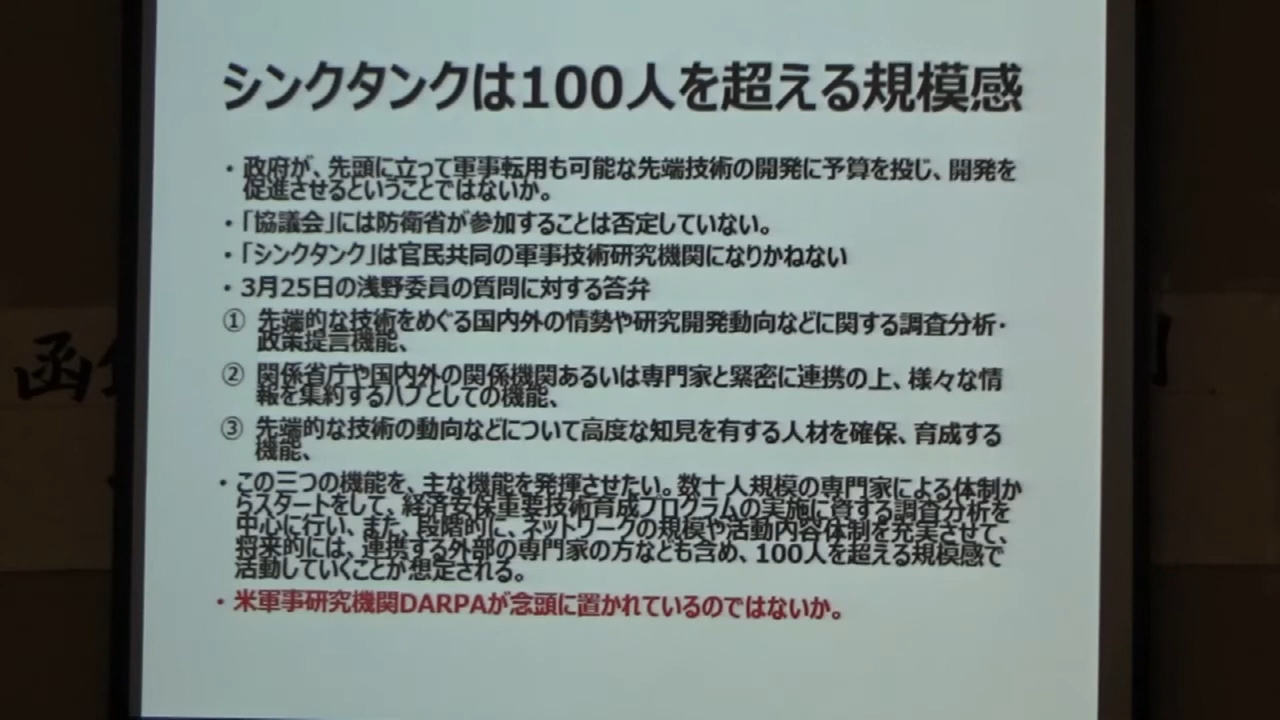 シンクタンクは100人を超える規模感
・政府が、先頭に立って軍事転用も可能な先端技術の開発に予算を投じ、開発を
促進させるということではないか。
・「協議会」には防衛省が参加することは否定していない。
・「シンクタンク」は官民共同の軍事技術研究機関になりかねない
・3月25日の浅野委員の質問に対する答弁
① 先端的な技術をめぐる国内外の情勢や研究開発動向などに関する調査分析・
政策提言機能、
② 関係省庁や国内外の関係機関あるいは専門家と緊密に連携の上、様々な情
報を集約するハブとしての機能、
③ 先端的な技術の動向などについて高度な知見を有する人材を確保、育成する
機能、
・この三つの機能を、主な機能を発揮させたい。数十人規模の専門家による体制か
らスタートをして、経済安保重要技術育成プログラムの実施に資する調査分析を
中心に行い、また、段階的に、ネットワークの規模や活動内容体制を充実させて、
将来的には、連携する外部の専門家の方なども含め、100人を超える規模感で
活動していくことが想定される。
・米軍事研究機関DARPAが念頭に置かれているのではないか。
函